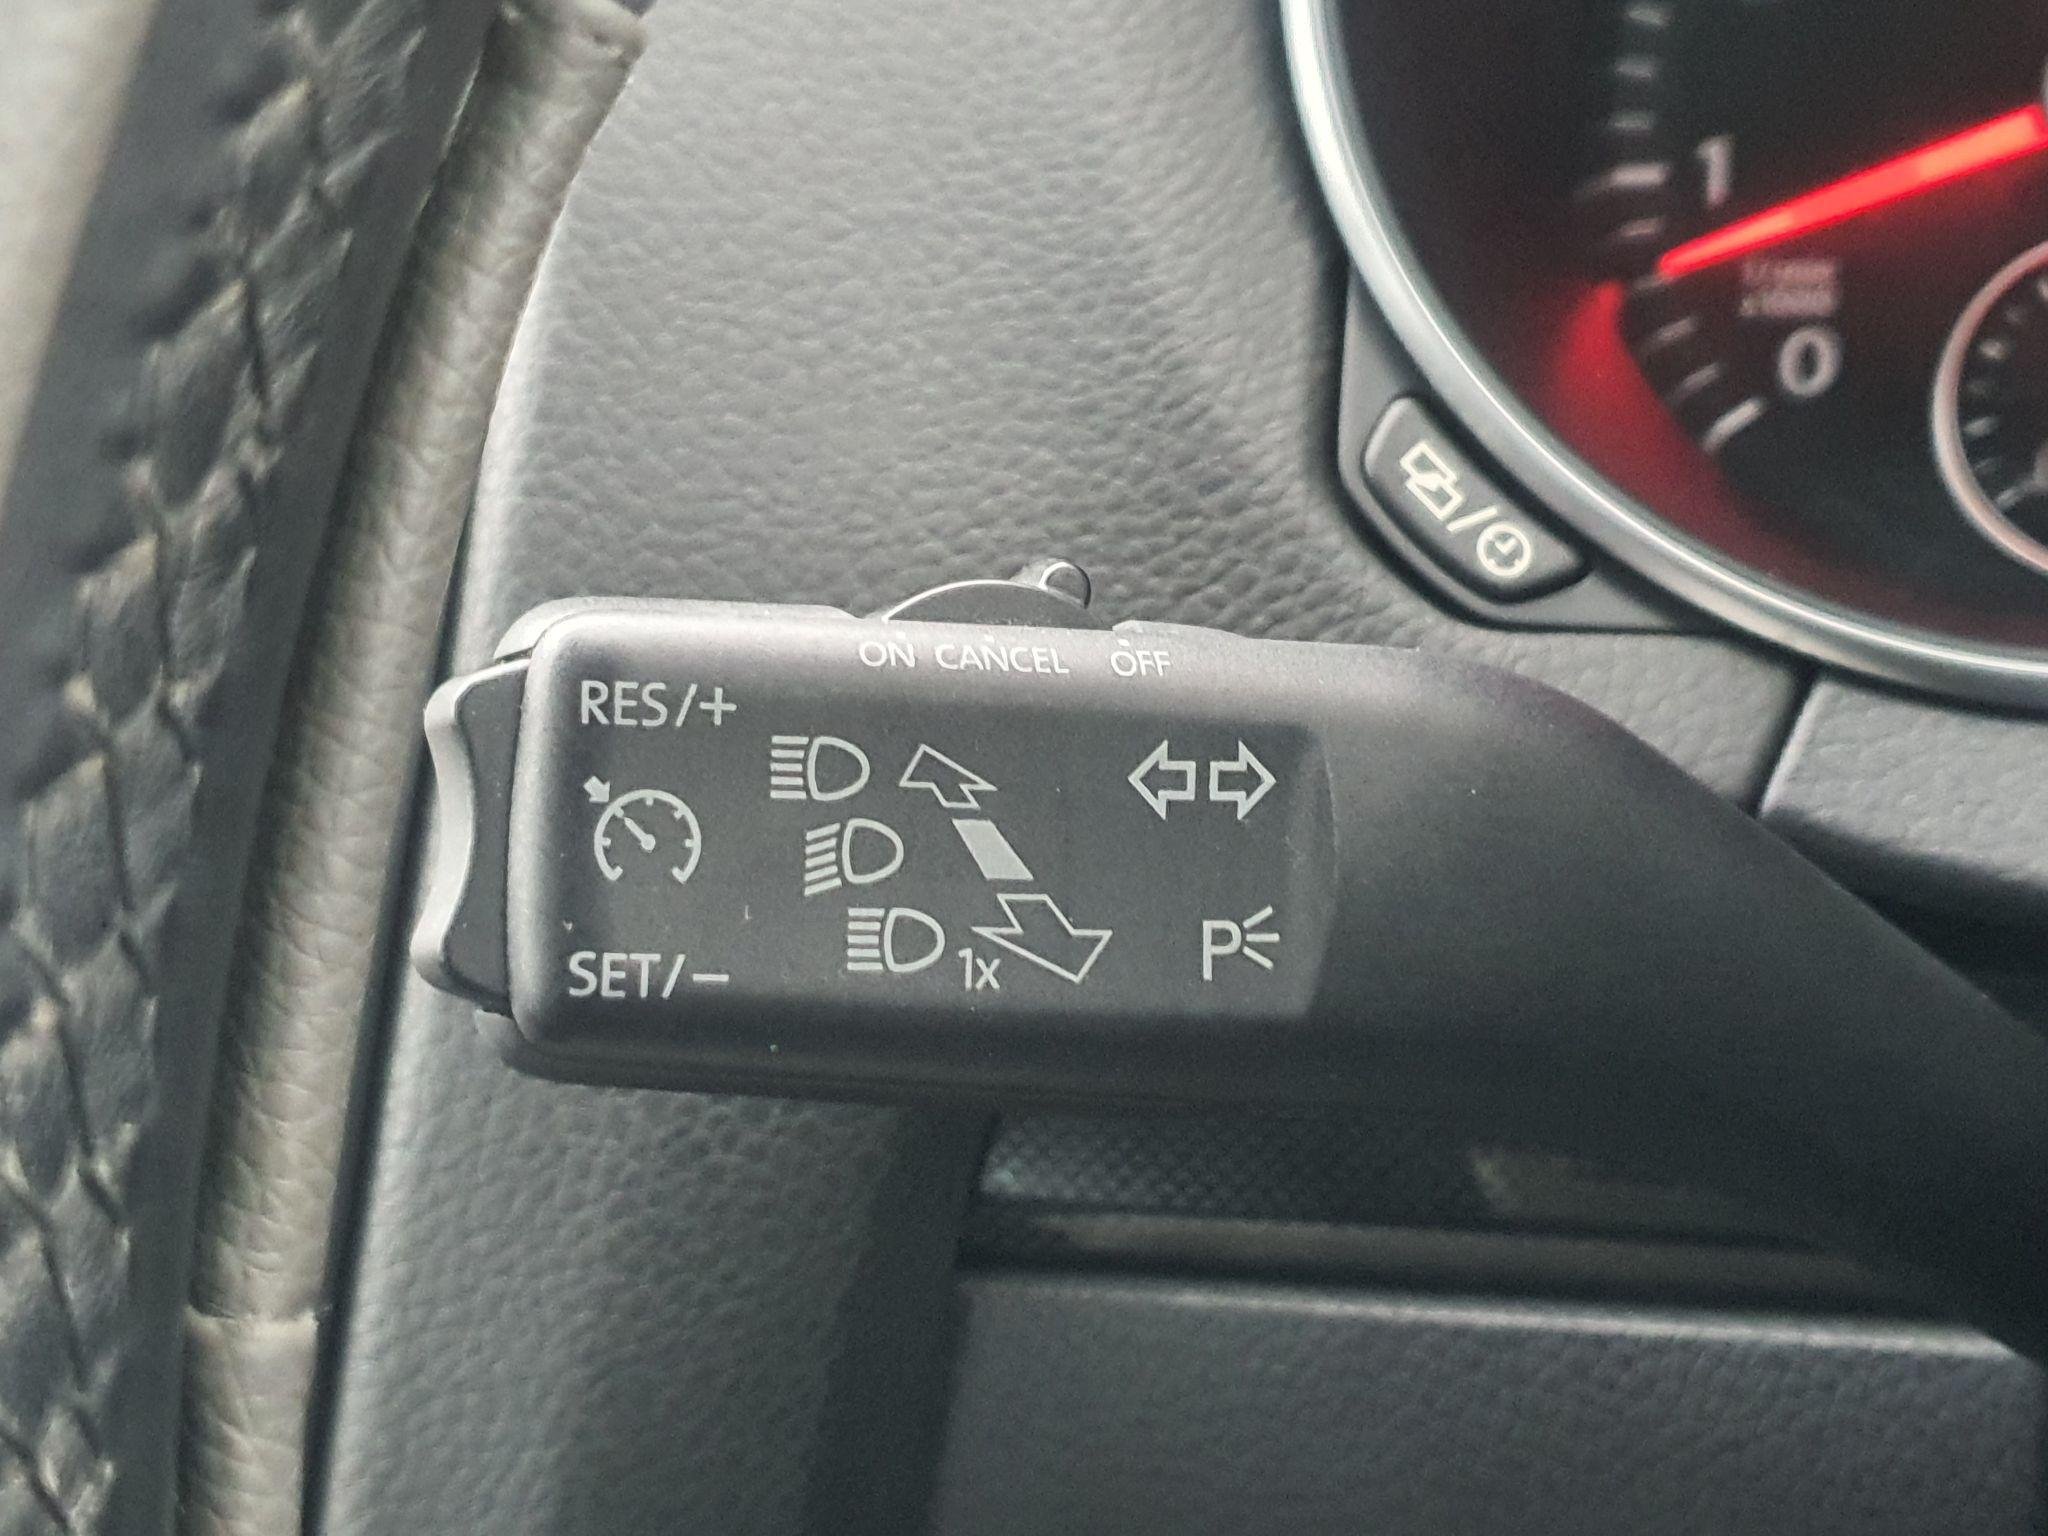 1
0
ON CANCEL OFF
RES/+
1x
P
SET/−